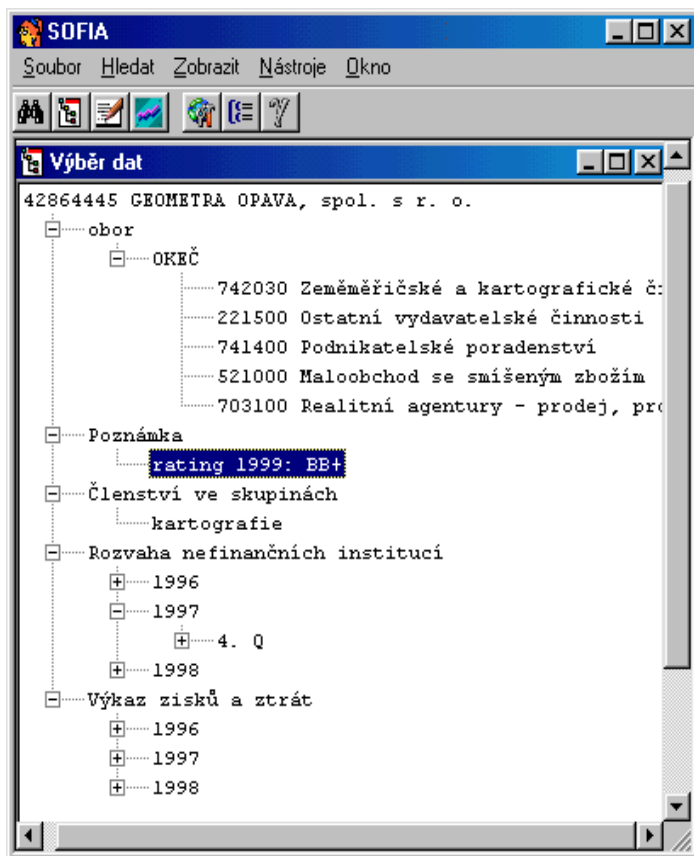 SOFIA
Soubor Hledat Zobrazit Nástroje Okno
Výběr dat
42864445 GEOMETRA OPAVA, spol. s r. o.
obor
OKEČ
742030 Zeměměřičské a kartografické
221500 Ostatní vydavatelské činnosti
741400 Podnikatelské poradenství
521000 Maloobchod se smíšeným zbožím
703100 Realitní agentury - prodej,
Poznámka
rating 1999: BB+
Členství ve skupinách
kartografie
Rozvaha nefinančních institucí
1996
1997
4. Q
1998
Výkaz zisků a ztrát
1996
1997
1998